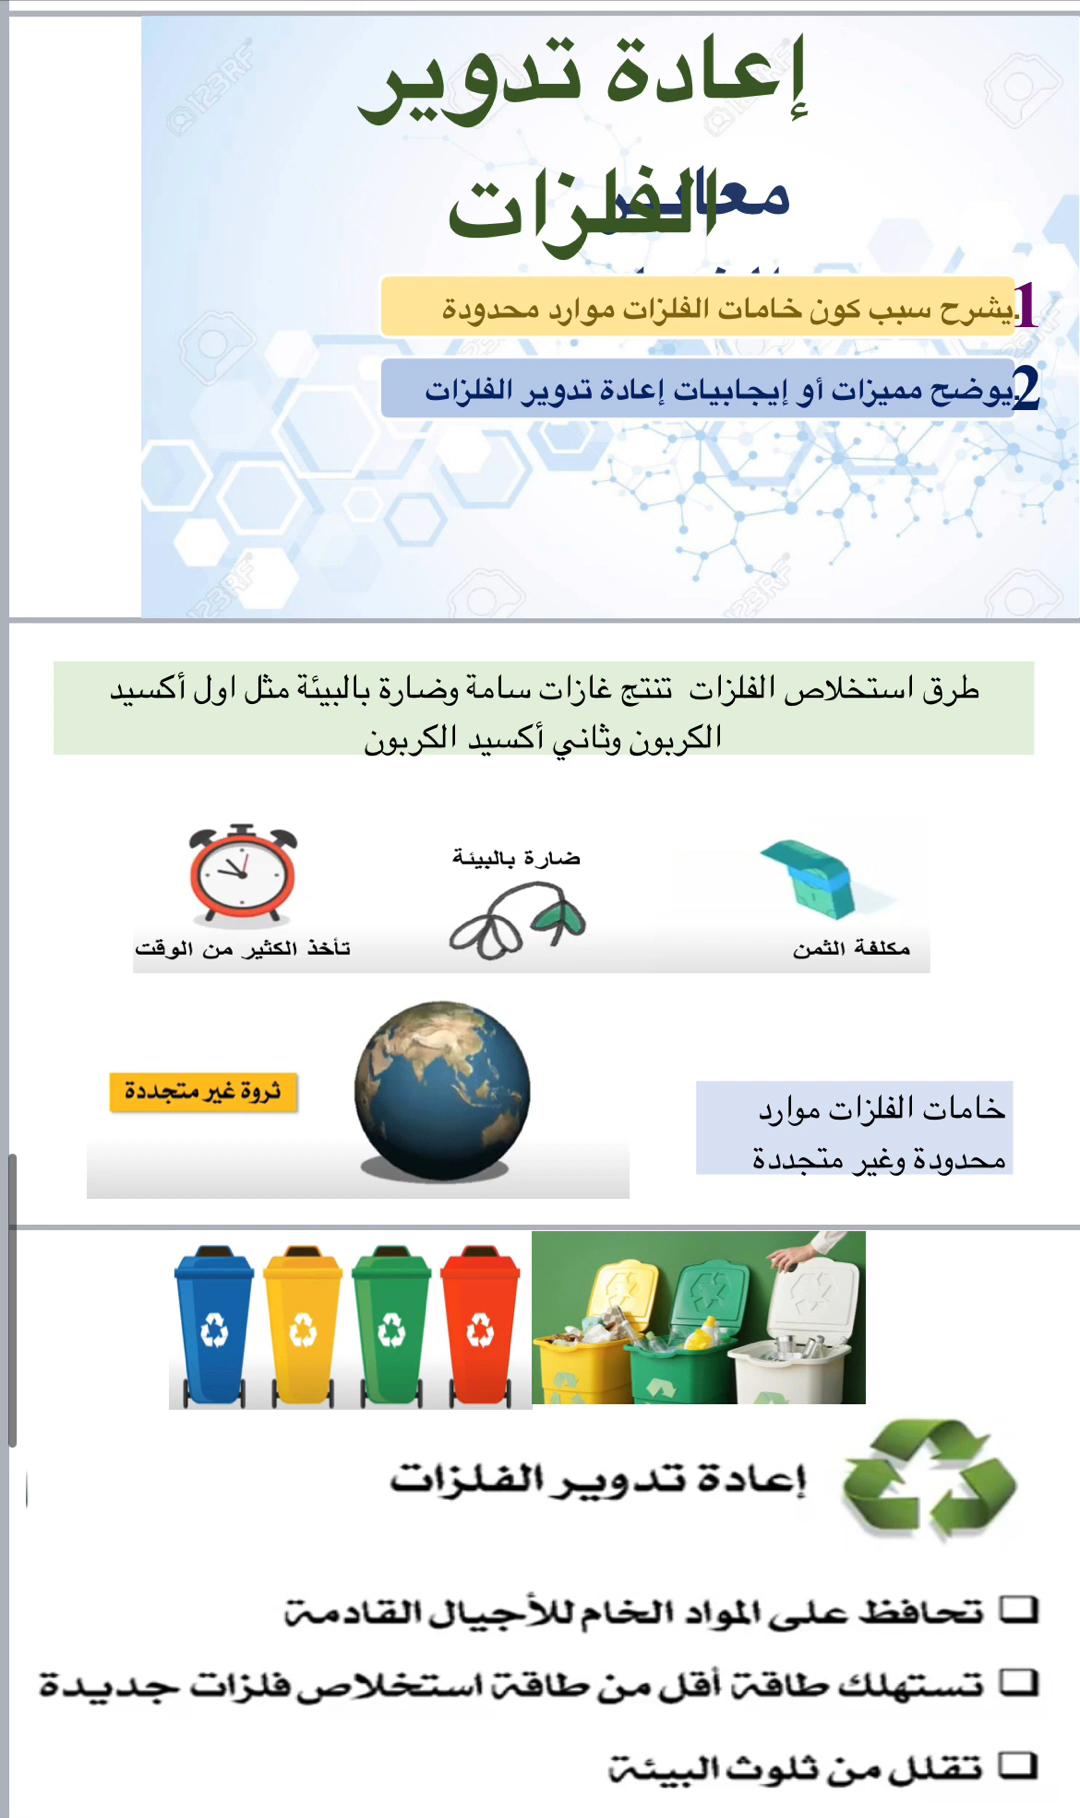 إعادة تدوير
الفلزات
1.يشرح سبب كون خامات الفلزات موارد محدودة
2.يوضح مميزات أو إيجابيات إعادة تدوير الفلزات
طرق استخلاص الفلزات تنتج غازات سامة وضارة بالبيئة مثل اول أكسيد
الكربون وثاني أكسيد الكربون
ضارة بالبيئة
مكلفة الثمن
تأخذ الكثير من الوقت
ثروة غير متجددة
خامات الفلزات موارد
محدودة وغير متجددة
إعادة تدوير الفلزات
❑ تحافظ على المواد الخام للأجيال القادمة
❑ تستهلك طاقة أقل من طاقة استخلاص فلزات جديدة
❑ تقلل من ثلوث البيئة